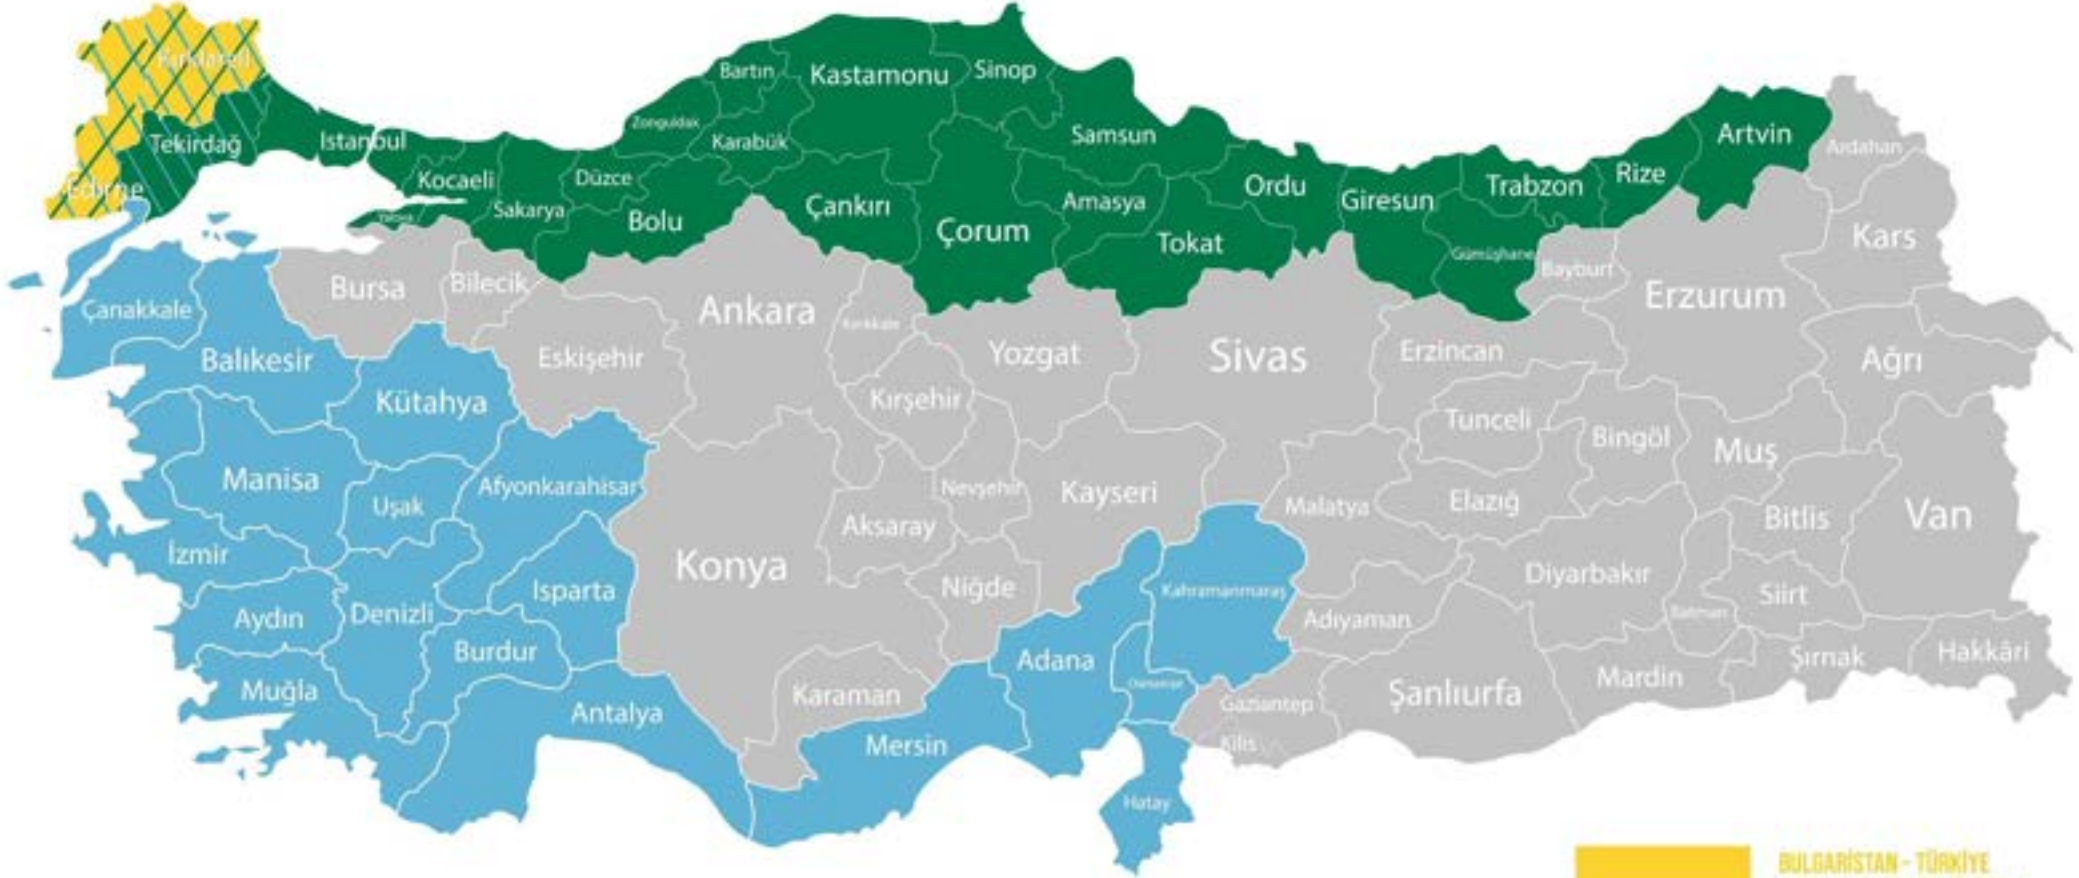 Kırklareli
Edirne
Tekirdağ
Istanbul
Kocaeli
Yalova
Sakarya
Düzce
Bolu
Zonguldak
Bartın
Karabük
Kastamonu
Sinop
Çankırı
Çorum
Samsun
Amasya
Tokat
Ordu
Giresun
Gümüşhane
Trabzon
Rize
Artvin
Ardahan
Kars
Bayburt
Erzurum
Çanakkale
Balıkesir
Bursa
Bilecik
Eskişehir
Ankara
Kırıkkale
Kırşehir
Yozgat
Sivas
Erzincan
Ağrı
Kütahya
Manisa
Uşak
Afyonkarahisar
Tunceli
Bingöl
Muş
İzmir
Konya
Aksaray
Nevşehir
Kayseri
Malatya
Elazığ
Bitlis
Van
Aydın
Denizli
Isparta
Burdur
Niğde
Kahramanmaraş
Adıyaman
Diyarbakır
Batman
Siirt
Muğla
Antalya
Karaman
Mersin
Adana
Osmaniye
Gaziantep
Kilis
Şanlıurfa
Mardin
Şırnak
Hakkâri
Hatay
BULGARİSTAN - TÜRKİYE